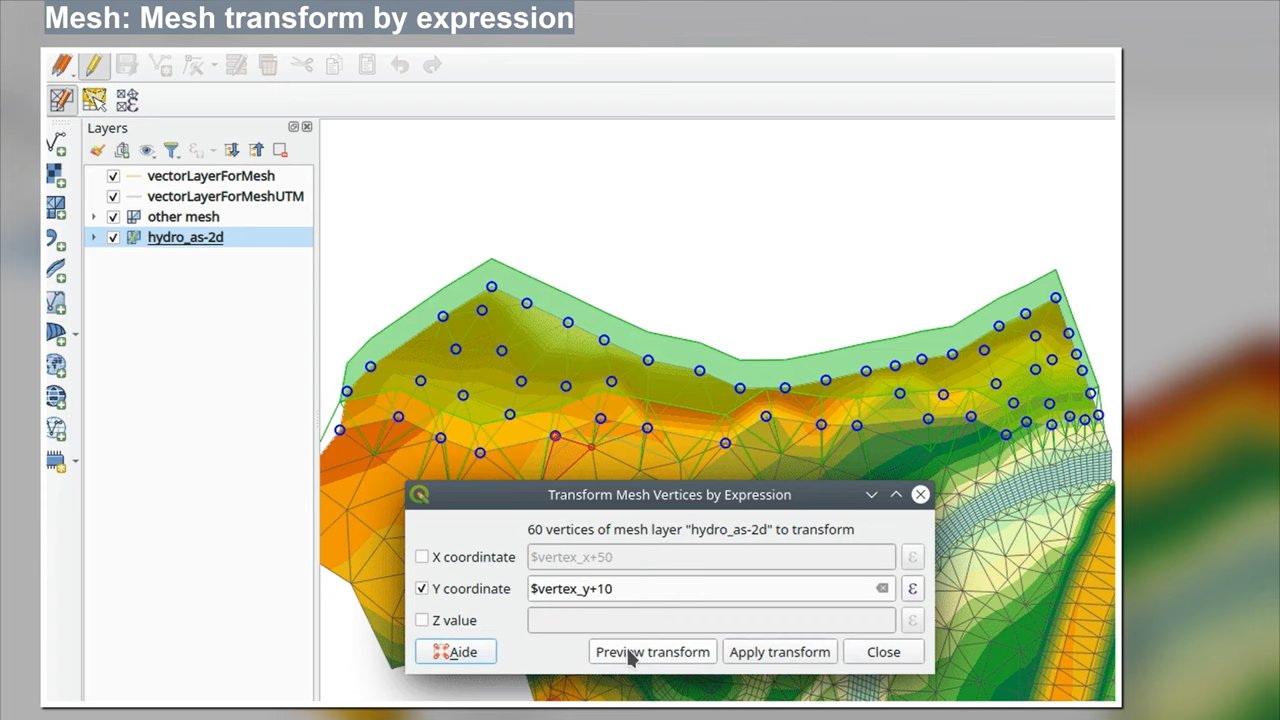 Mesh: Mesh transform by expression
Layers
vectorLayerForMesh
vectorLayerForMeshUTM
other mesh
hydro_as-2d
Transform Mesh Vertices by Expression
60 vertices of mesh layer "hydro_as-2d" to transform
X coordintate $vertex_x+50 ε
Y coordinate $vertex_y+10 ε
Z value ε
Aide Preview transform Apply transform Close